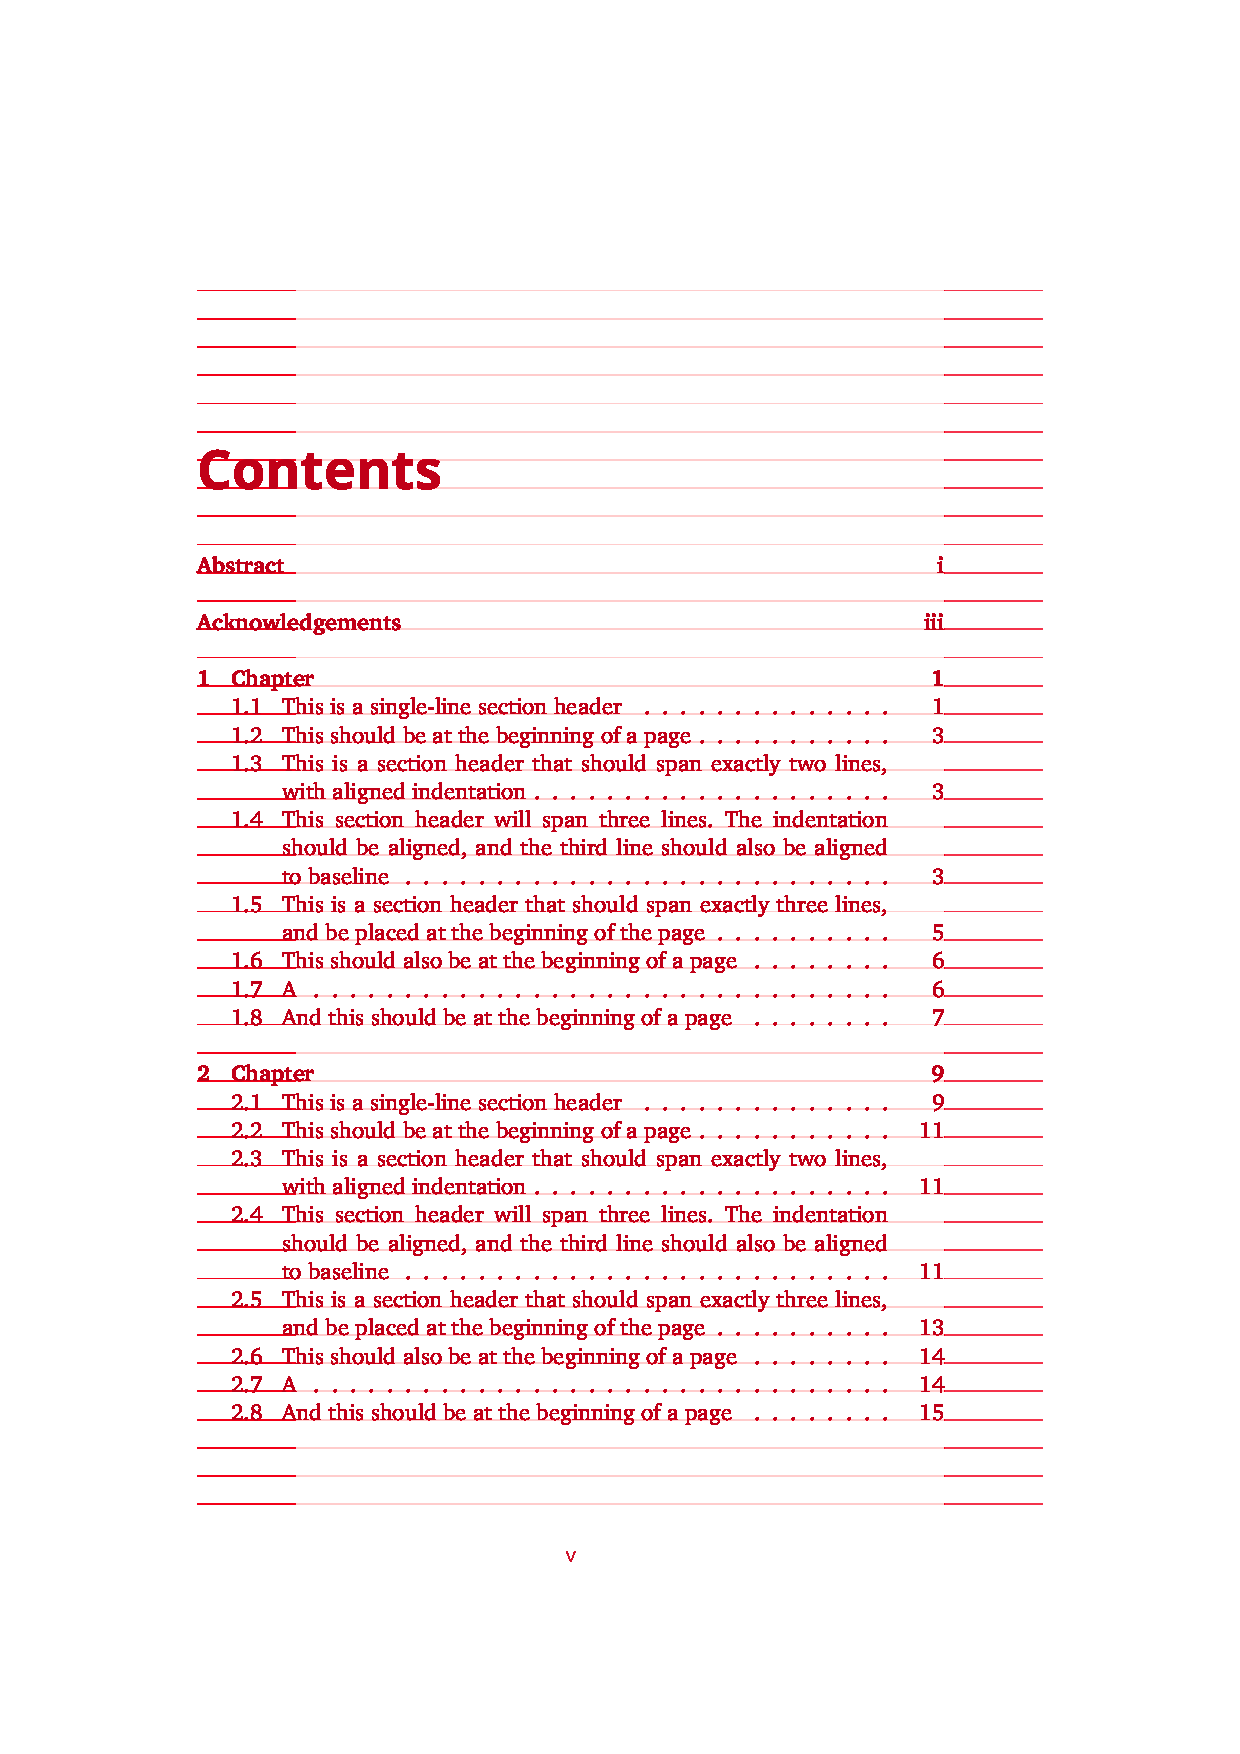 Contents
Abstract i
Acknowledgements iii
1 Chapter 1
1.1 This is a single-line section header . . . . . . . . . . . . . . 1
1.2 This should be at the beginning of a page . . . . . . . . . . . 3
1.3 This is a section header that should span exactly two lines,
with aligned indentation . . . . . . . . . . . . . . . . . . . . 3
1.4 This section header will span three lines. The indentation
should be aligned, and the third line should also be aligned
to baseline . . . . . . . . . . . . . . . . . . . . . . . . . . . 3
1.5 This is a section header that should span exactly three lines,
and be placed at the beginning of the page . . . . . . . . . . 5
1.6 This should also be at the beginning of a page . . . . . . . . 6
1.7 A . . . . . . . . . . . . . . . . . . . . . . . . . . . . . . . . 6
1.8 And this should be at the beginning of a page . . . . . . . . 7
2 Chapter 9
2.1 This is a single-line section header . . . . . . . . . . . . . . 9
2.2 This should be at the beginning of a page . . . . . . . . . . . 11
2.3 This is a section header that should span exactly two lines,
with aligned indentation . . . . . . . . . . . . . . . . . . . . 11
2.4 This section header will span three lines. The indentation
should be aligned, and the third line should also be aligned
to baseline . . . . . . . . . . . . . . . . . . . . . . . . . . . 11
2.5 This is a section header that should span exactly three lines,
and be placed at the beginning of the page . . . . . . . . . . 13
2.6 This should also be at the beginning of a page . . . . . . . . 14
2.7 A . . . . . . . . . . . . . . . . . . . . . . . . . . . . . . . . 14
2.8 And this should be at the beginning of a page . . . . . . . . 15
v